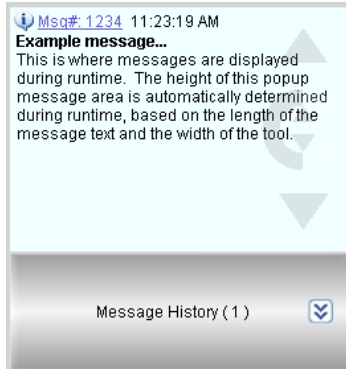 Msg#: 1234 11:23:19 AM
Example message...
This is where messages are displayed
during runtime. The height of this popup
message area is automatically determined
during runtime, based on the length of the
message text and the width of the tool.
Message History ( 1 )